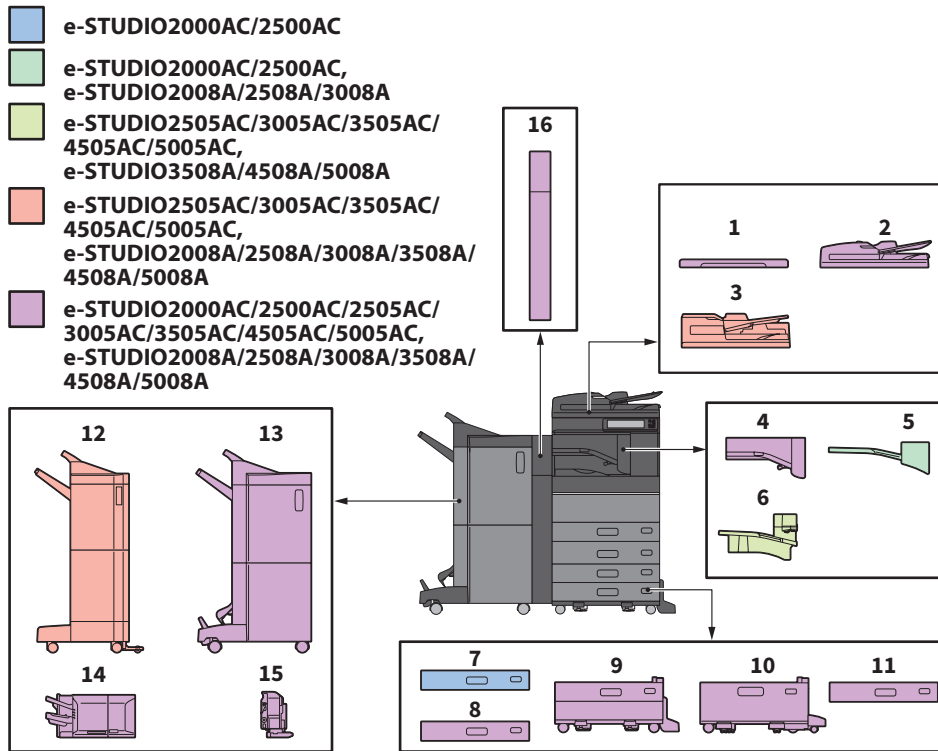 e-STUDIO2000AC/2500AC
e-STUDIO2000AC/2500AC,
e-STUDIO2008A/2508A/3008A
e-STUDIO2505AC/3005AC/3505AC/
4505AC/5005AC,
e-STUDIO3508A/4508A/5008A
e-STUDIO2505AC/3005AC/3505AC/
4505AC/5005AC,
e-STUDIO2008A/2508A/3008A/3508A/
4508A/5008A
e-STUDIO2000AC/2500AC/2505AC/
3005AC/3505AC/4505AC/5005AC,
e-STUDIO2008A/2508A/3008A/3508A/
4508A/5008A
16
1 2
3
4 5
6
12 13
14 15
7 9 10 11
8